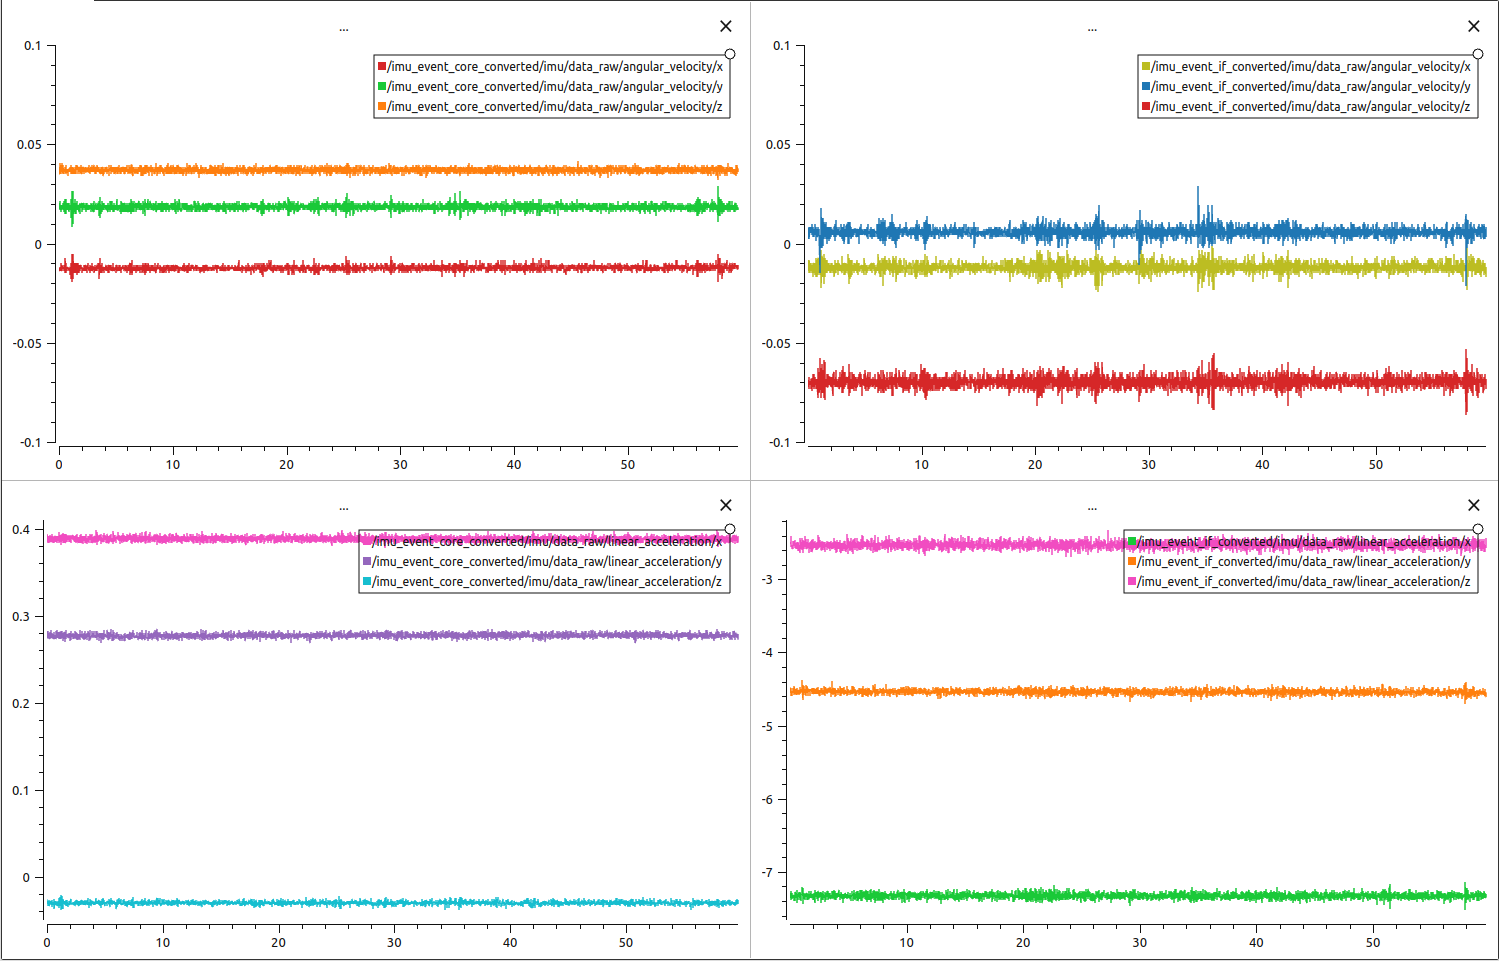 ...
0.1
/imu_event_core_converted/imu/data_raw/angular_velocity/x
/imu_event_core_converted/imu/data_raw/angular_velocity/y
/imu_event_core_converted/imu/data_raw/angular_velocity/z
0.05
0
-0.05
-0.1
0 10 20 30 40 50
...
0.1
/imu_event_if_converted/imu/data_raw/angular_velocity/x
/imu_event_if_converted/imu/data_raw/angular_velocity/y
/imu_event_if_converted/imu/data_raw/angular_velocity/z
0.05
0
-0.05
-0.1
10 20 30 40 50
...
0.4
/imu_event_core_converted/imu/data_raw/linear_acceleration/x
/imu_event_core_converted/imu/data_raw/linear_acceleration/y
/imu_event_core_converted/imu/data_raw/linear_acceleration/z
0.3
0.2
0.1
0
0 10 20 30 40 50
...
/imu_event_if_converted/imu/data_raw/linear_acceleration/x
/imu_event_if_converted/imu/data_raw/linear_acceleration/y
/imu_event_if_converted/imu/data_raw/linear_acceleration/z
-3
-4
-5
-6
-7
10 20 30 40 50